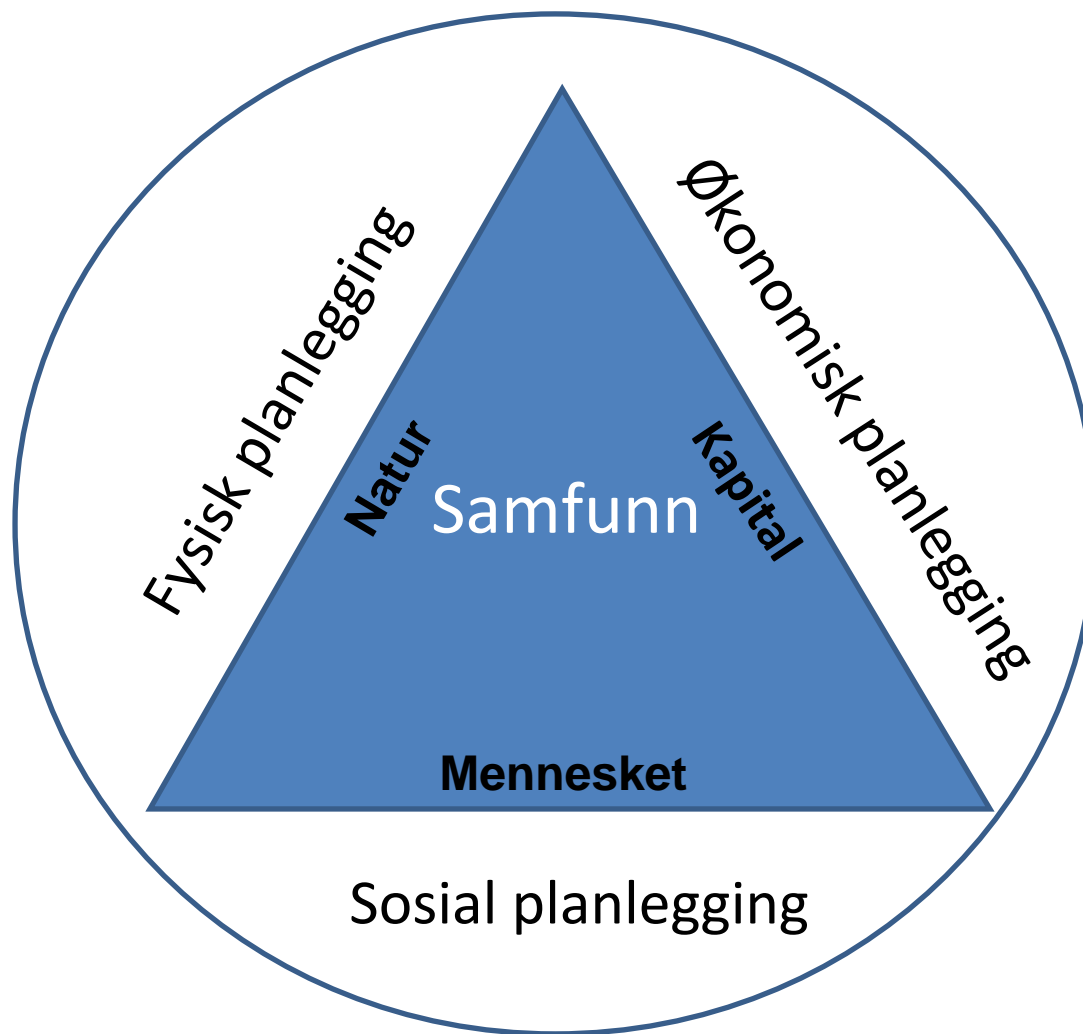 Fysisk planlegging
Økonomisk planlegging
Natur
Kapital
Samfunn
Mennesket
Sosial planlegging